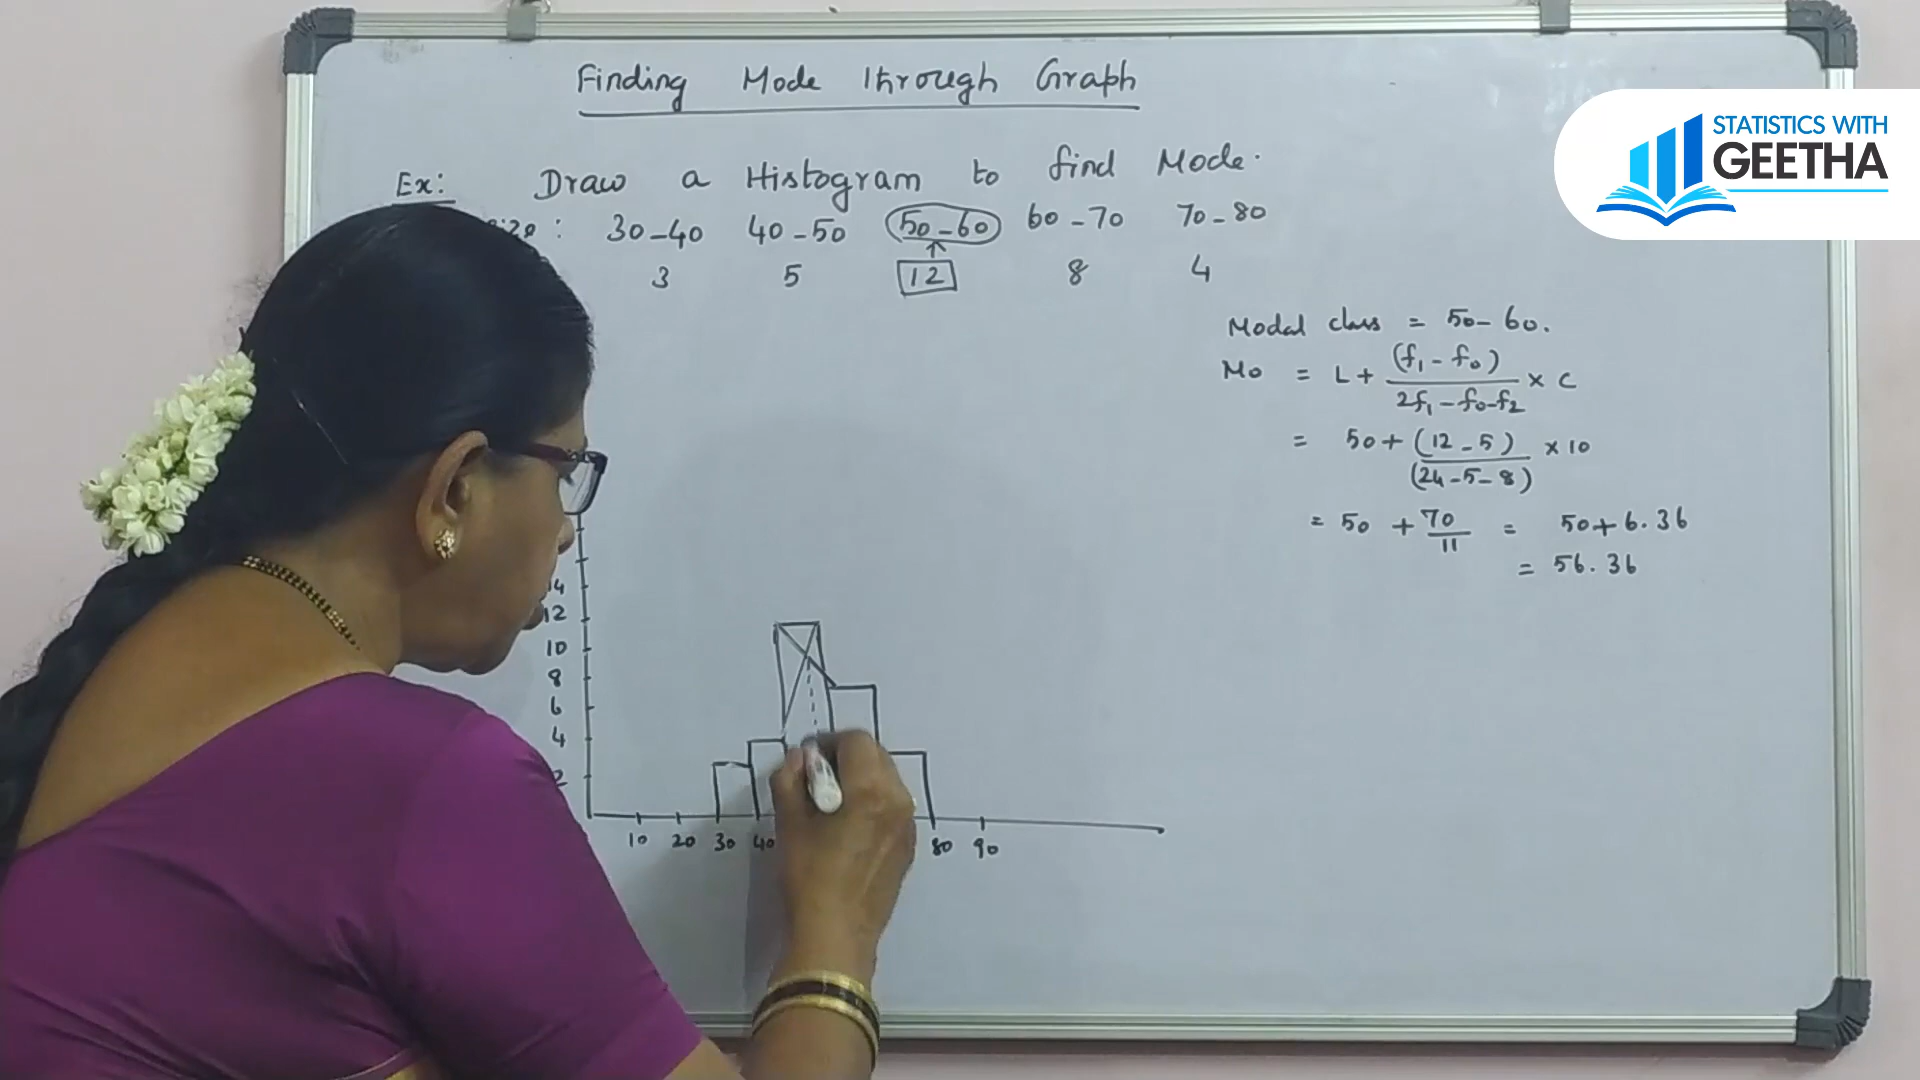 Finding Mode Through Graph
STATISTICS WITH
GEETHA
Ex: Draw a Histogram to find Mode.
: 30-40 40-50 50-60 60-70 70-80
3 5 12 8 4
Modal class = 50-60.
Mo = L + (f₁ - f₀) / 2f₁ - f₀ - f₂ × C
= 50 + (12 - 5) / (24 - 5 - 8) × 10
= 50 + 70/11 = 50 + 6.36
= 56.36
12
10
8
6
4
2
10 20 30 40 80 90